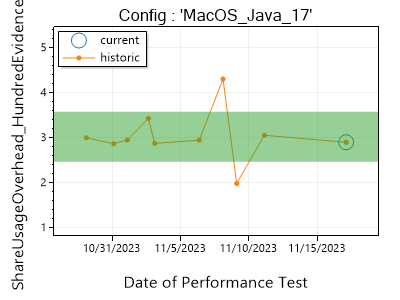 Config : 'MacOS_Java_17'
current
historic
ShareUsageOverhead_HundredEvidence
5
4
3
2
1
10/31/2023
11/5/2023
11/10/2023
11/15/2023
Date of Performance Test